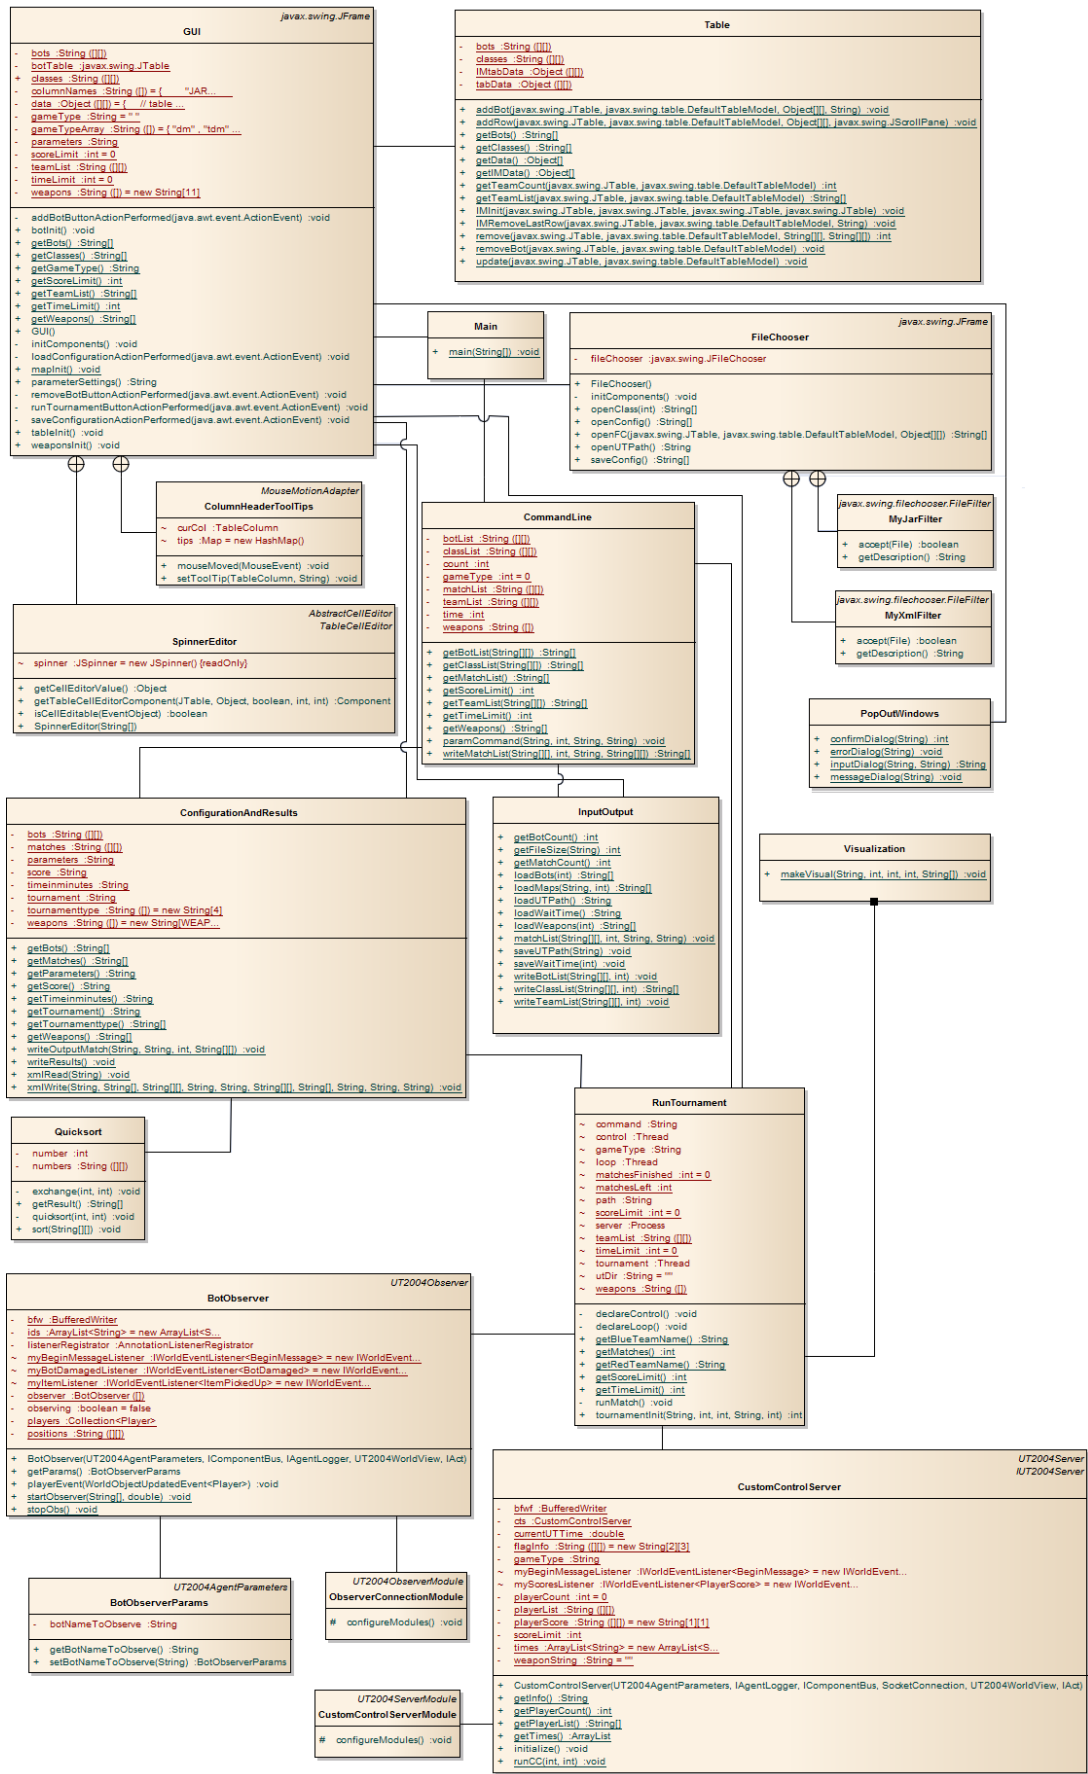 javax.swing.JFrame
GUI
- bots :String ([][])
- botTable :javax.swing.JTable
+ classes :String ([][])
- columnNames :String ([]) = { "JAR...
- data :Object ([][]) = { // table ...
- gameType :String = " "
- gameTypeArray :String ([]) = { "dm" , "tdm" ...
- parameters :String
- scoreLimit :int = 0
- teamList :String ([][])
- timeLimit :int = 0
- weapons :String ([]) = new String[11]
- addBotButtonActionPerformed(java.awt.event.ActionEvent) :void
+ botInit() :void
+ getBots() :String[]
+ getClasses() :String[]
+ getGameType() :String
+ getScoreLimit() :int
+ getTeamList() :String[]
+ getTimeLimit() :int
+ getWeapons() :String[]
+ GUI()
- initComponents() :void
- loadConfigurationActionPerformed(java.awt.event.ActionEvent) :void
+ mapInit() :void
+ parameterSettings() :String
- removeBotButtonActionPerformed(java.awt.event.ActionEvent) :void
- runTournamentButtonActionPerformed(java.awt.event.ActionEvent) :void
- saveConfigurationActionPerformed(java.awt.event.ActionEvent) :void
+ tableInit() :void
+ weaponsInit() :void
Table
- bots :String ([][])
- classes :String ([][])
- IMtabData :Object ([][])
- tabData :Object ([][])
+ addBot(javax.swing.JTable, javax.swing.table.DefaultTableModel, Object[][], String) :void
+ addRow(javax.swing.JTable, javax.swing.table.DefaultTableModel, Object[][], javax.swing.JScrollPane) :void
+ getBots() :String[]
+ getClasses() :String[]
+ getData() :Object[]
+ getIMData() :Object[]
+ getTeamCount(javax.swing.JTable, javax.swing.table.DefaultTableModel) :int
+ getTeamList(javax.swing.JTable, javax.swing.table.DefaultTableModel) :String[]
+ IMInit(javax.swing.JTable, javax.swing.JTable, javax.swing.JTable, javax.swing.JTable) :void
+ IMRemoveLastRow(javax.swing.JTable, javax.swing.table.DefaultTableModel, String) :void
+ remove(javax.swing.JTable, javax.swing.table.DefaultTableModel, String[][], String[][]) :int
+ removeBot(javax.swing.JTable, javax.swing.table.DefaultTableModel) :void
+ update(javax.swing.JTable, javax.swing.table.DefaultTableModel) :void
Main
+ main(String[]) :void
javax.swing.JFrame
FileChooser
- fileChooser :javax.swing.JFileChooser
+ FileChooser()
- initComponents() :void
+ openClass(int) :String[]
+ openConfig() :String[]
+ openFC(javax.swing.JTable, javax.swing.table.DefaultTableModel, Object[][]) :String[]
+ openUTPath() :String
+ saveConfig() :String[]
MouseMotionAdapter
ColumnHeaderToolTips
~ curCol :TableColumn
~ tips :Map = new HashMap()
+ mouseMoved(MouseEvent) :void
+ setToolTip(TableColumn, String) :void
CommandLine
- botList :String ([][])
- classList :String ([][])
- count :int
- gameType :int = 0
- matchList :String ([][])
- teamList :String ([][])
- time :int
- weapons :String ([])
+ getBotList(String[][]) :String[]
+ getClassList(String[][]) :String[]
+ getMatchList() :String[]
+ getScoreLimit() :int
+ getTeamList(String[][]) :String[]
+ getTimeLimit() :int
+ getWeapons() :String[]
+ paramCommand(String, int, String, String) :void
+ writeMatchList(String[][], int, String, String[][]) :String[]
javax.swing.filechooser.FileFilter
MyJarFilter
+ accept(File) :boolean
+ getDescription() :String
javax.swing.filechooser.FileFilter
MyXmlFilter
+ accept(File) :boolean
+ getDescription() :String
AbstractCellEditor
TableCellEditor
SpinnerEditor
~ spinner :JSpinner = new JSpinner() {readOnly}
+ getCellEditorValue() :Object
+ getTableCellEditorComponent(JTable, Object, boolean, int, int) :Component
+ isCellEditable(EventObject) :boolean
+ SpinnerEditor(String[])
PopOutWindows
+ confirmDialog(String) :int
+ errorDialog(String) :void
+ inputDialog(String, String) :String
+ messageDialog(String) :void
ConfigurationAndResults
- bots :String ([][])
- matches :String ([][])
- parameters :String
- score :String
- timeinminutes :String
- tournament :String
- tournamenttype :String ([]) = new String[4]
- weapons :String ([]) = new String[WEAP...
+ getBots() :String[]
+ getMatches() :String[]
+ getParameters() :String
+ getScore() :String
+ getTimeinminutes() :String
+ getTournament() :String
+ getTournamenttype() :String[]
+ getWeapons() :String[]
+ writeOutputMatch(String, String, int, String[][]) :void
+ writeResults() :void
+ xmlRead(String) :void
+ xmlWrite(String, String[], String[][], String, String, String[][], String[], String, String, String) :void
InputOutput
+ getBotCount() :int
+ getFileSize(String) :int
+ getMatchCount() :int
+ loadBots(int) :String[]
+ loadMaps(String, int) :String[]
+ loadUTPath() :String
+ loadWaitTime() :String
+ loadWeapons(int) :String[]
+ matchList(String[][], int, String, String) :void
+ saveUTPath(String) :void
+ saveWaitTime(int) :void
+ writeBotList(String[][], int) :void
+ writeClassList(String[][], int) :String[]
+ writeTeamList(String[][], int) :void
Visualization
+ makeVisual(String, int, int, int, String[]) :void
Quicksort
- number :int
- numbers :String ([][])
- exchange(int, int) :void
+ getResult() :String[]
- quicksort(int, int) :void
+ sort(String[][]) :void
RunTournament
~ command :String
~ control :Thread
~ gameType :String
~ loop :Thread
~ matchesFinished :int = 0
~ matchesLeft :int
~ path :String
~ scoreLimit :int = 0
~ server :Process
~ teamList :String ([][])
~ timeLimit :int = 0
~ tournament :Thread
~ utDir :String = ""
~ weapons :String ([])
- declareControl() :void
- declareLoop() :void
+ getBlueTeamName() :String
+ getMatches() :int
+ getRedTeamName() :String
+ getScoreLimit() :int
+ getTimeLimit() :int
- runMatch() :void
+ tournamentInit(String, int, int, String, int) :int
UT2004Observer
BotObserver
- bfw :BufferedWriter
- ids :ArrayList<String> = new ArrayList<S...
- listenerRegistrator :AnnotationListenerRegistrator
~ myBeginMessageListener :IWorldEventListener<BeginMessage> = new IWorldEvent...
~ myBotDamagedListener :IWorldEventListener<BotDamaged> = new IWorldEvent...
~ myItemListener :IWorldEventListener<ItemPickedUp> = new IWorldEvent...
- observer :BotObserver ([])
- observing :boolean = false
- players :Collection<Player>
- positions :String ([][])
+ BotObserver(UT2004AgentParameters, IComponentBus, IAgentLogger, UT2004WorldView, IAct)
+ getParams() :BotObserverParams
- playerEvent(WorldObjectUpdatedEvent<Player>) :void
+ startObserver(String[], double) :void
+ stopObs() :void
UT2004AgentParameters
BotObserverParams
- botNameToObserve :String
+ getBotNameToObserve() :String
+ setBotNameToObserve(String) :BotObserverParams
UT2004ObserverModule
ObserverConnectionModule
# configureModules() :void
UT2004Server
IUT2004Server
CustomControlServer
- bfwf :BufferedWriter
- cts :CustomControlServer
- currentUTTime :double
- flagInfo :String ([][]) = new String[2][3]
- gameType :String
~ myBeginMessageListener :IWorldEventListener<BeginMessage> = new IWorldEvent...
~ myScoresListener :IWorldEventListener<PlayerScore> = new IWorldEvent...
- playerCount :int = 0
- playerList :String ([][])
- playerScore :String ([][]) = new String[1][1]
- scoreLimit :int
- times :ArrayList<String> = new ArrayList<S...
- weaponString :String = ""
+ CustomControlServer(UT2004AgentParameters, IAgentLogger, IComponentBus, SocketConnection, UT2004WorldView, IAct)
+ getInfo() :String
+ getPlayerCount() :int
+ getPlayerList() :String[]
+ getTimes() :ArrayList
+ initialize() :void
+ runCC(int, int) :void
UT2004ServerModule
CustomControlServerModule
# configureModules() :void